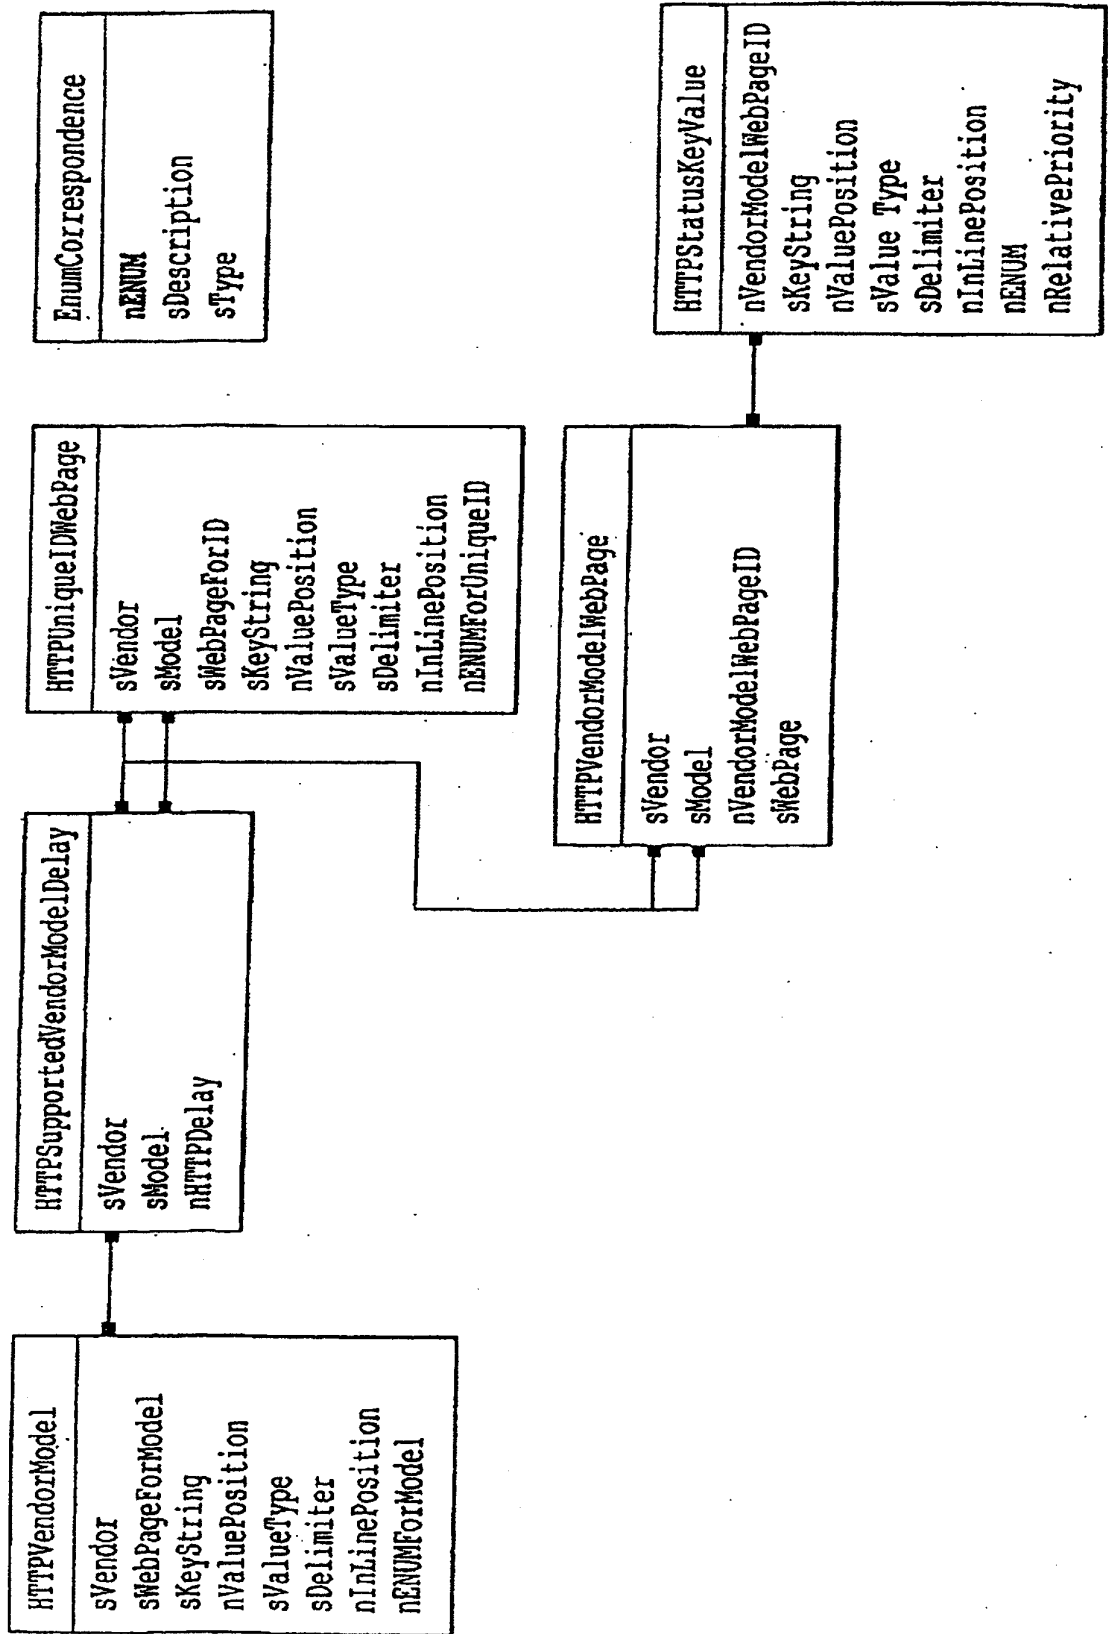 HTTPVendorModel
sVendor
sWebPageForModel
sKeyString
nValuePosition
sValueType
sDelimiter
nInLinePosition
nENUMForModel
HTTPSupportedVendorModelDelay
sVendor
sModel
nHTTPDelay
HTTPUniqueIDWebPage
sVendor
sModel
sWebPageForID
sKeyString
nValuePosition
sValueType
sDelimiter
nInLinePosition
nENUMForUniqueID
EnumCorrespondence
nENUM
sDescription
sType
HTTPVendorModelWebPage
sVendor
sModel
nVendorModelWebPageID
sWebPage
HTTPStatusKeyValue
nVendorModelWebPageID
sKeyString
nValuePosition
sValue Type
sDelimiter
nInLinePosition
nENUM
nRelativePriority